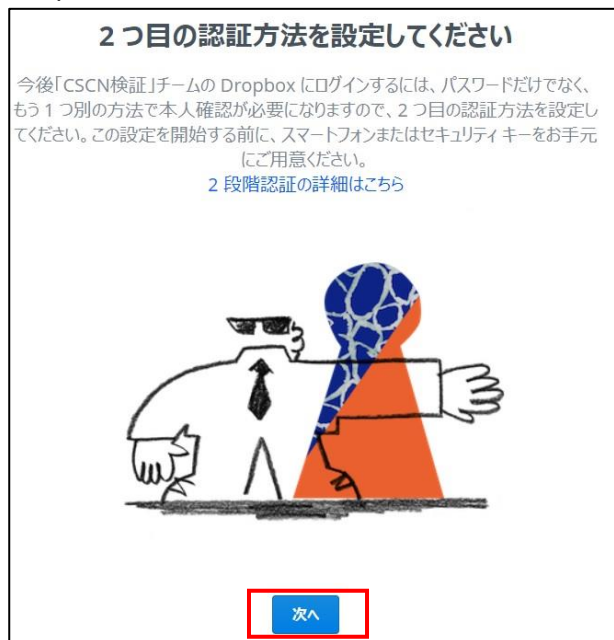 2 つ目の認証方法を設定してください
今後「CSCN検証」チームの Dropbox にログインするには、パスワードだけでなく、
もう 1 つ別の方法で本人確認が必要になりますので、2 つ目の認証方法を設定し
てください。この設定を開始する前に、スマートフォンまたはセキュリティ キーをお手元
にご用意ください。
2 段階認証の詳細はこちら
次へ